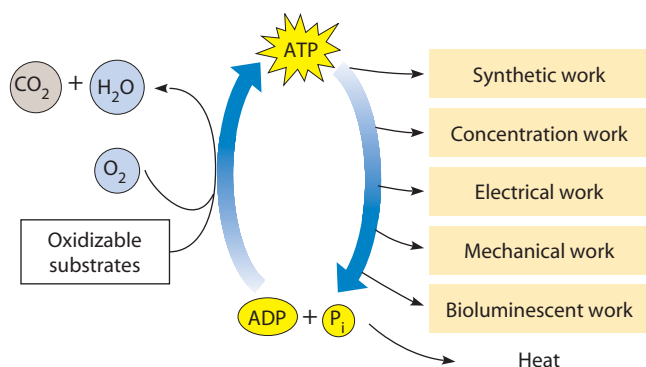 ATP
CO₂ + H₂O
O₂
Oxidizable
substrates
ADP + Pᵢ
Synthetic work
Concentration work
Electrical work
Mechanical work
Bioluminescent work
Heat